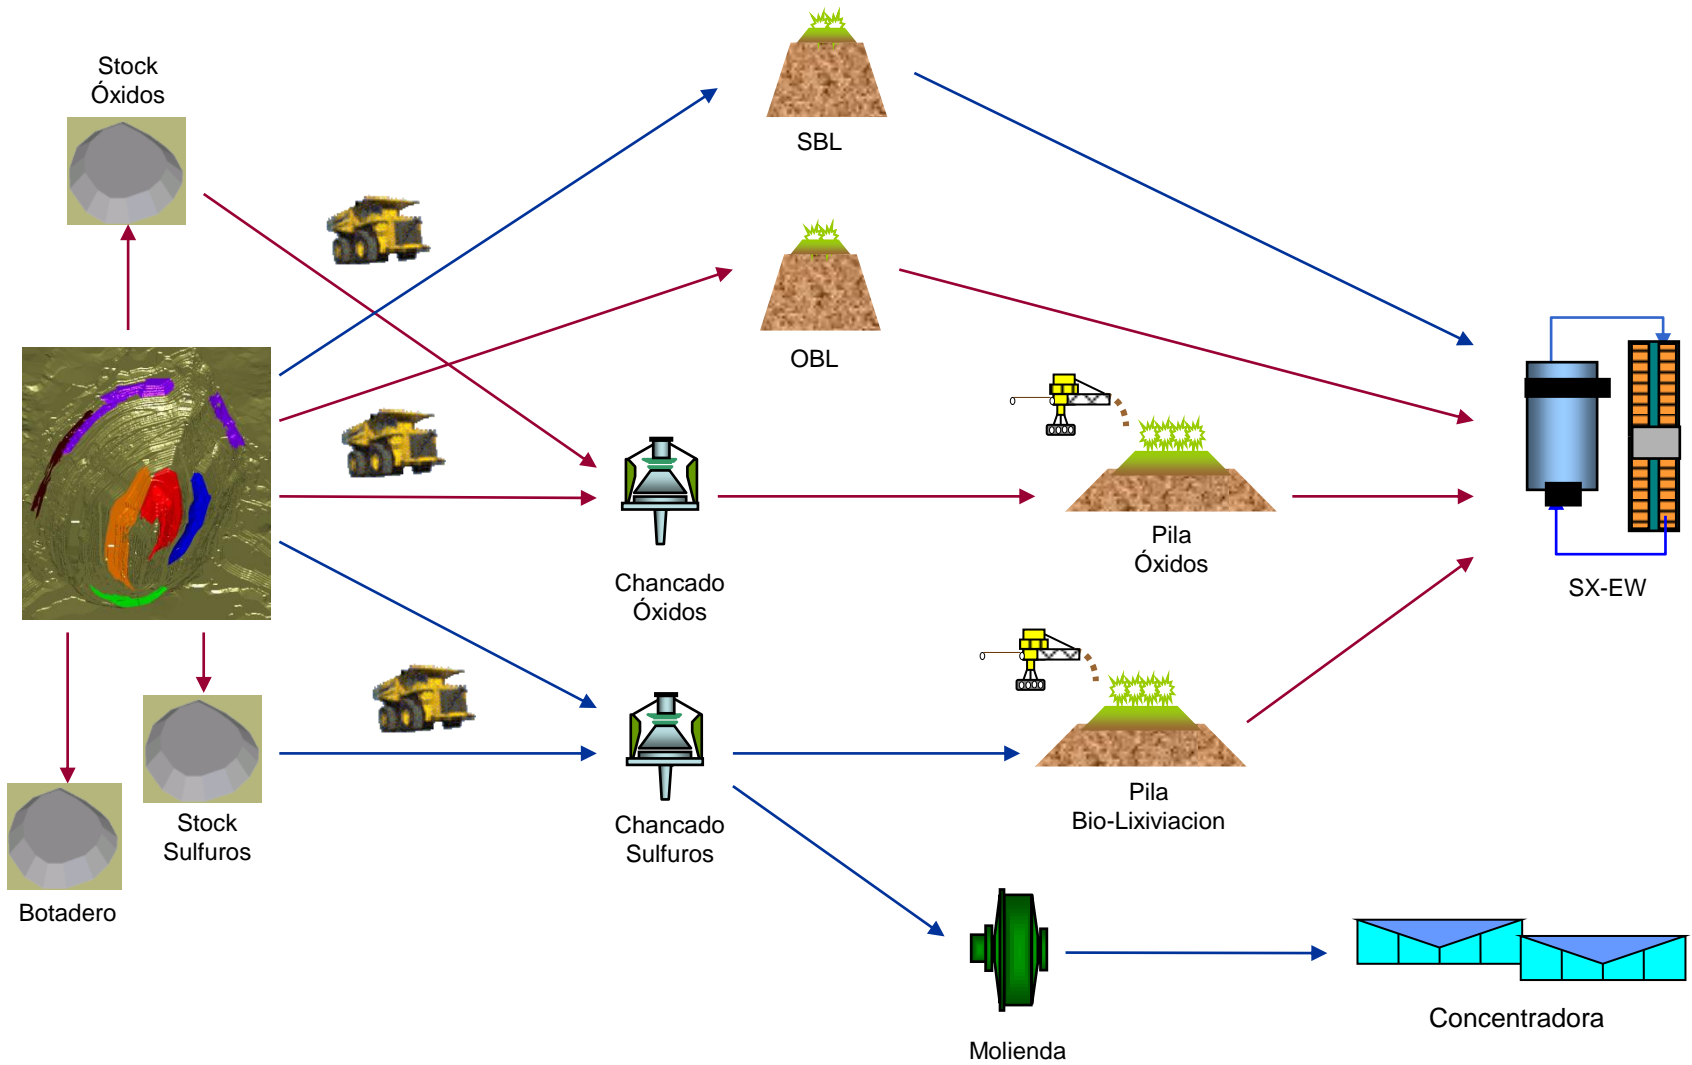 Stock
Óxidos
SBL
OBL
Chancado
Óxidos
Pila
Óxidos
SX-EW
Stock
Sulfuros
Chancado
Sulfuros
Pila
Bio-Lixiviacion
Botadero
Molienda
Concentradora